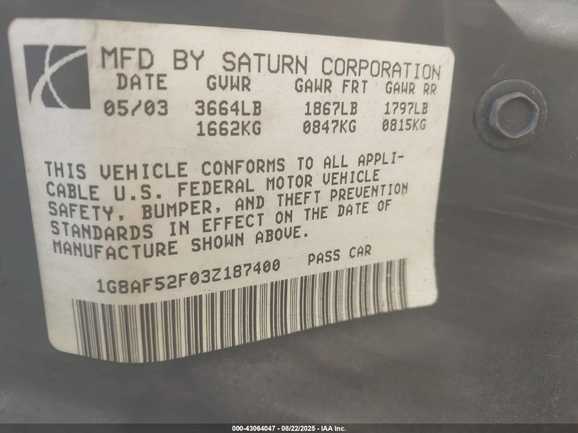 MFD BY SATURN CORPORATION
DATE GVWR GAWR FRT GAWR RR
05/03 3664LB 1867LB 1797LB
1662KG 0847KG 0815KG
THIS VEHICLE CONFORMS TO ALL APPLI-
CABLE U.S. FEDERAL MOTOR VEHICLE
SAFETY, BUMPER, AND THEFT PREVENTION
STANDARDS IN EFFECT ON THE DATE OF
MANUFACTURE SHOWN ABOVE.
1G8AF52F03Z187400 PASS CAR
000-43064047 - 08/22/2025 - IAA Inc.